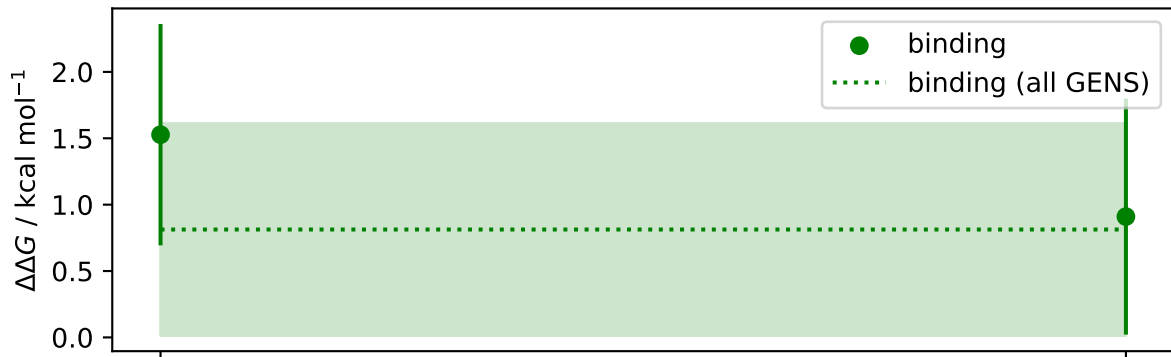 ΔΔG / kcal mol⁻¹
2.0
1.5
1.0
0.5
0.0
binding
binding (all GENS)